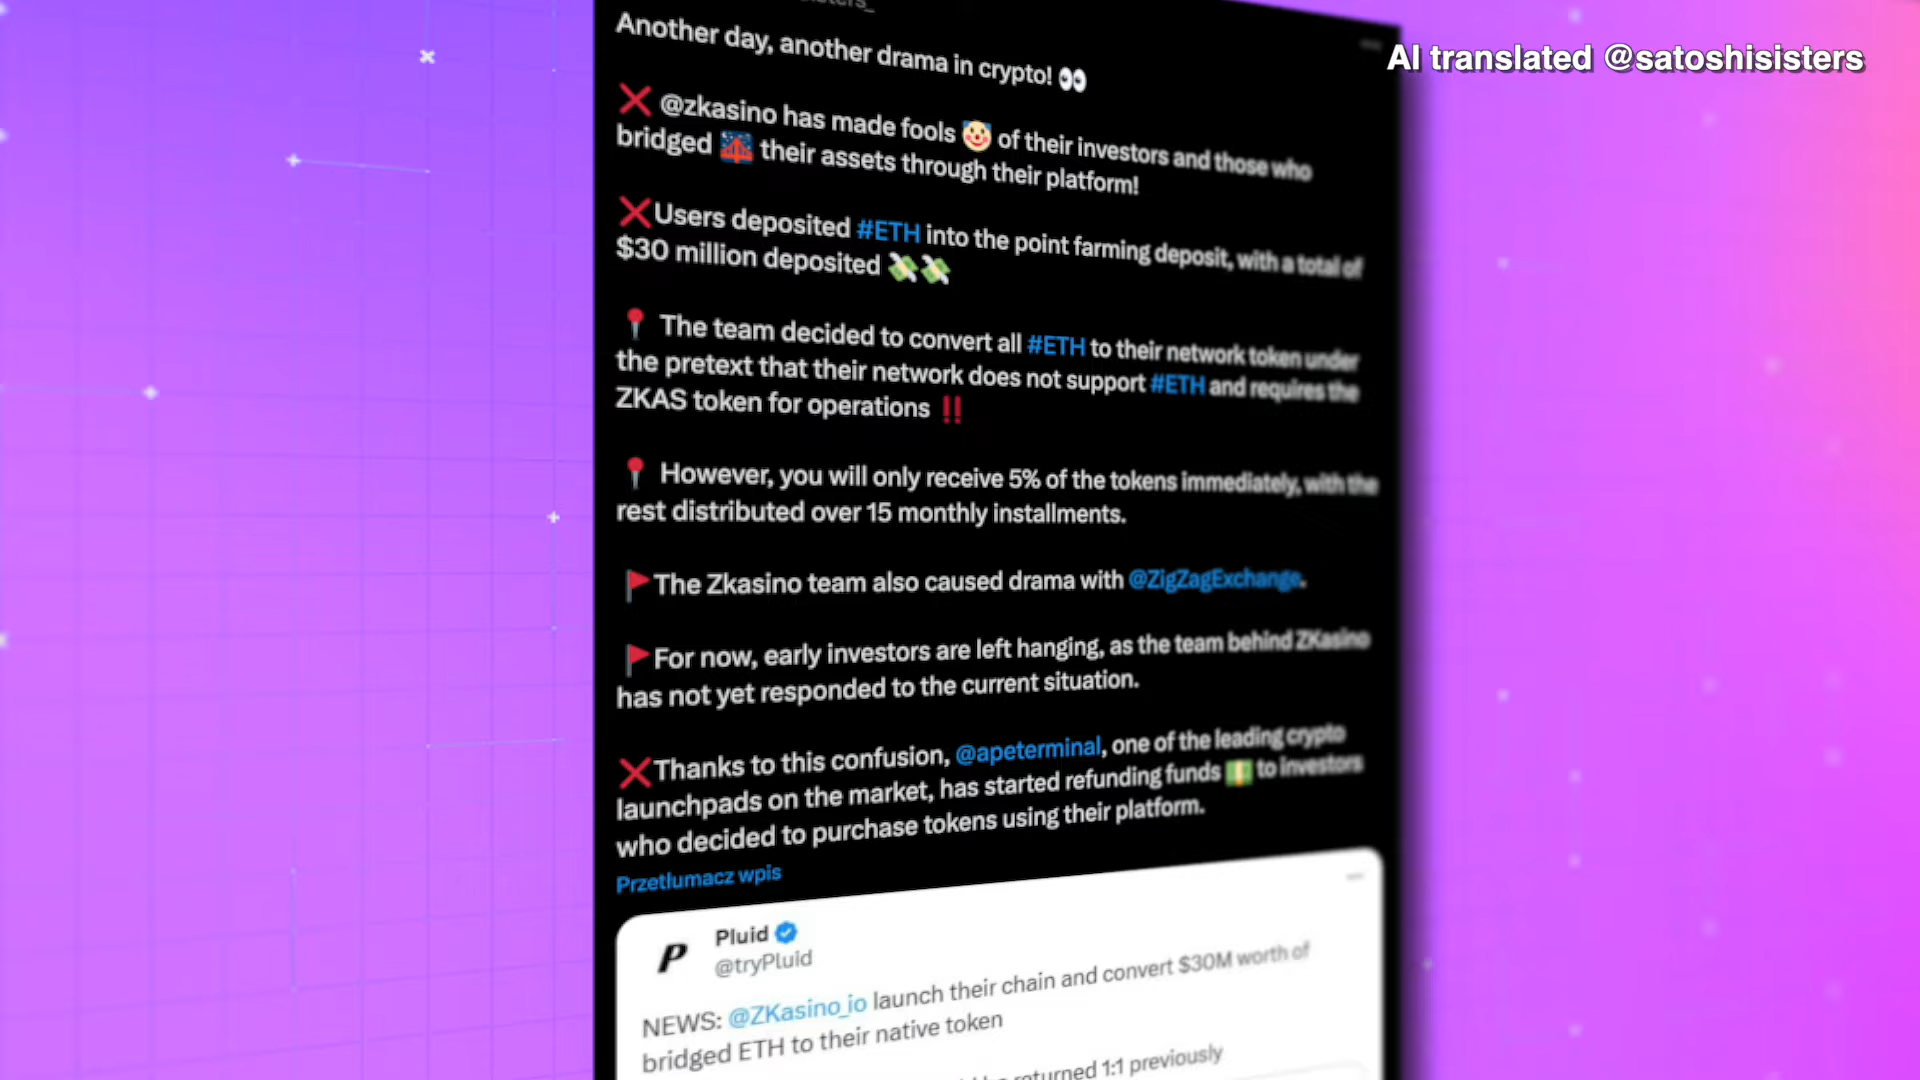 AI translated @satoshisisters
Another day, another drama in crypto! 👀
❌ @zkasino has made fools 🤡 of their investors and those who
bridged 🌉 their assets through their platform!
❌Users deposited #ETH into the point farming deposit, with a total of
$30 million deposited 💸💸
📍 The team decided to convert all #ETH to their network token under
the pretext that their network does not support #ETH and requires the
ZKAS token for operations ‼️
📍 However, you will only receive 5% of the tokens immediately, with the
rest distributed over 15 monthly installments.
🚩The Zkasino team also caused drama with @ZigZagExchange.
🚩For now, early investors are left hanging, as the team behind ZKasino
has not yet responded to the current situation.
❌Thanks to this confusion, @apeterminal, one of the leading crypto
launchpads on the market, has started refunding funds 💵 to investors
who decided to purchase tokens using their platform.
Przetłumacz wpis
P
Pluid
@tryPluid
NEWS: @ZKasino_io launch their chain and convert $30M worth of
bridged ETH to their native token
returned 1:1 previously